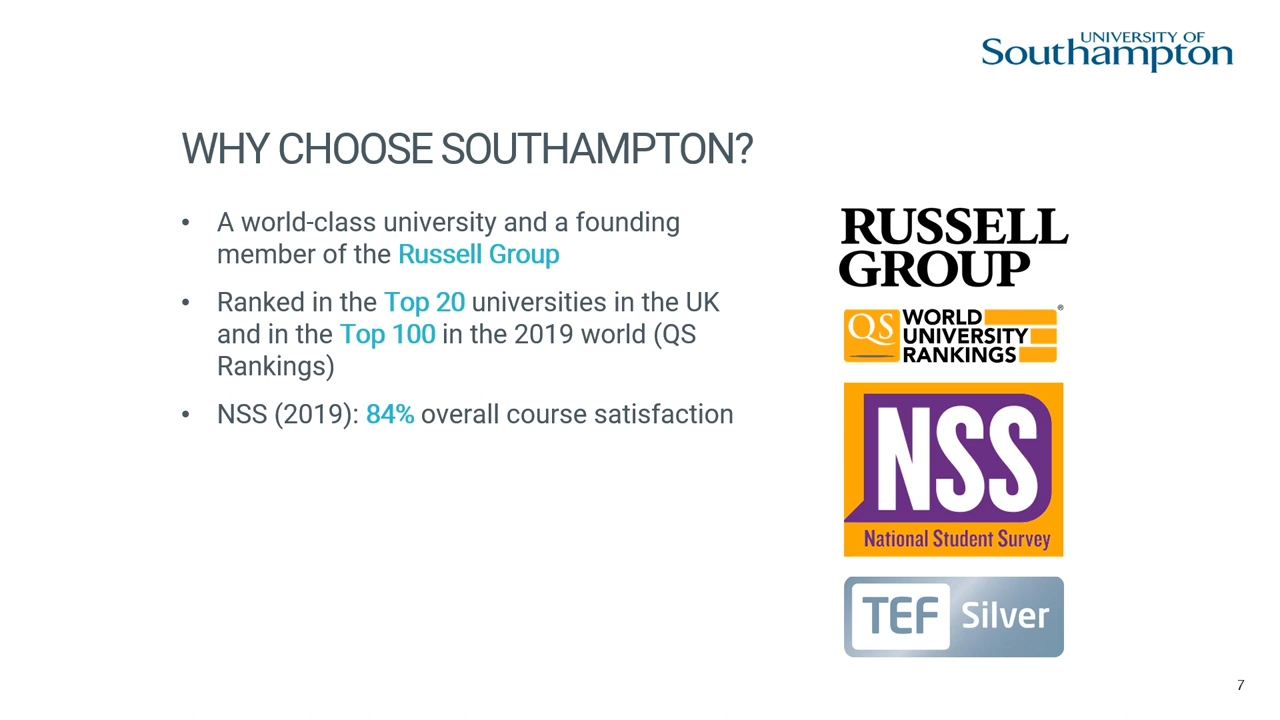 UNIVERSITY OF
Southampton
WHY CHOOSE SOUTHAMPTON?
• A world-class university and a founding
member of the Russell Group
• Ranked in the Top 20 universities in the UK
and in the Top 100 in the 2019 world (QS
Rankings)
• NSS (2019): 84% overall course satisfaction
RUSSELL
GROUP
QS WORLD
UNIVERSITY
RANKINGS ®
NSS
National Student Survey
TEF Silver
7